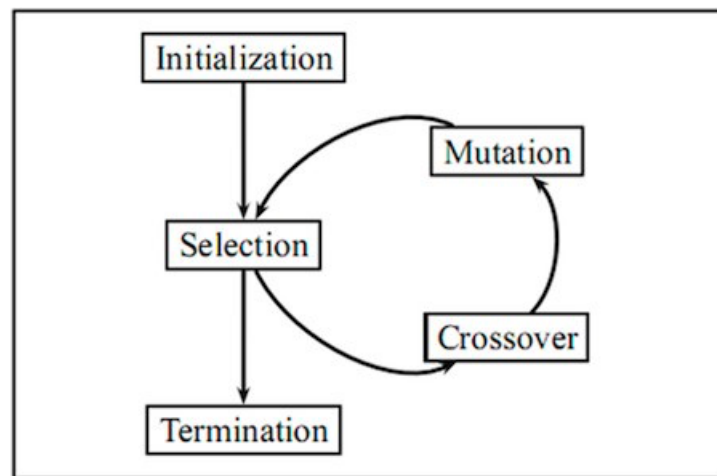 Initialization
Mutation
Selection
Crossover
Termination